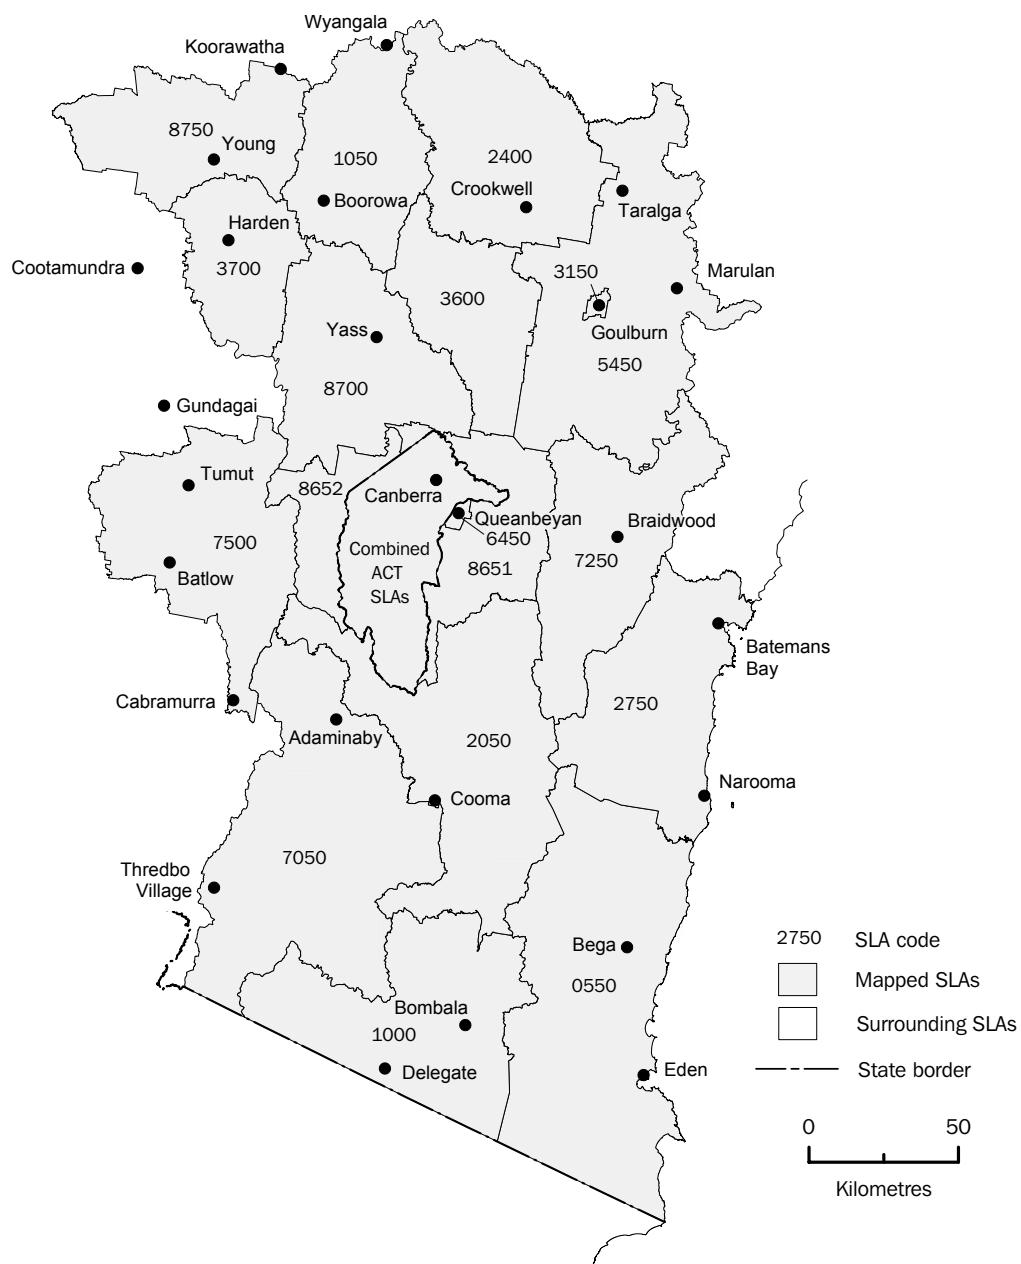 Wyangala
Koorawatha
8750
Young
1050
2400
Crookwell
Boorowa
Taralga
Harden
3700
Cootamundra
3150
Marulan
3600
Goulburn
Yass
5450
8700
Gundagai
Tumut
8652
Canberra
Queanbeyan
Braidwood
7500
6450
Combined
ACT
SLAs
7250
8651
Batlow
Batemans
Bay
Cabramurra
2750
Adaminaby
2050
Narooma
Cooma
7050
Thredbo
Village
Bega
0550
2750 SLA code
Mapped SLAs
Bombala
1000
Surrounding SLAs
Delegate
Eden
State border
0 50
Kilometres